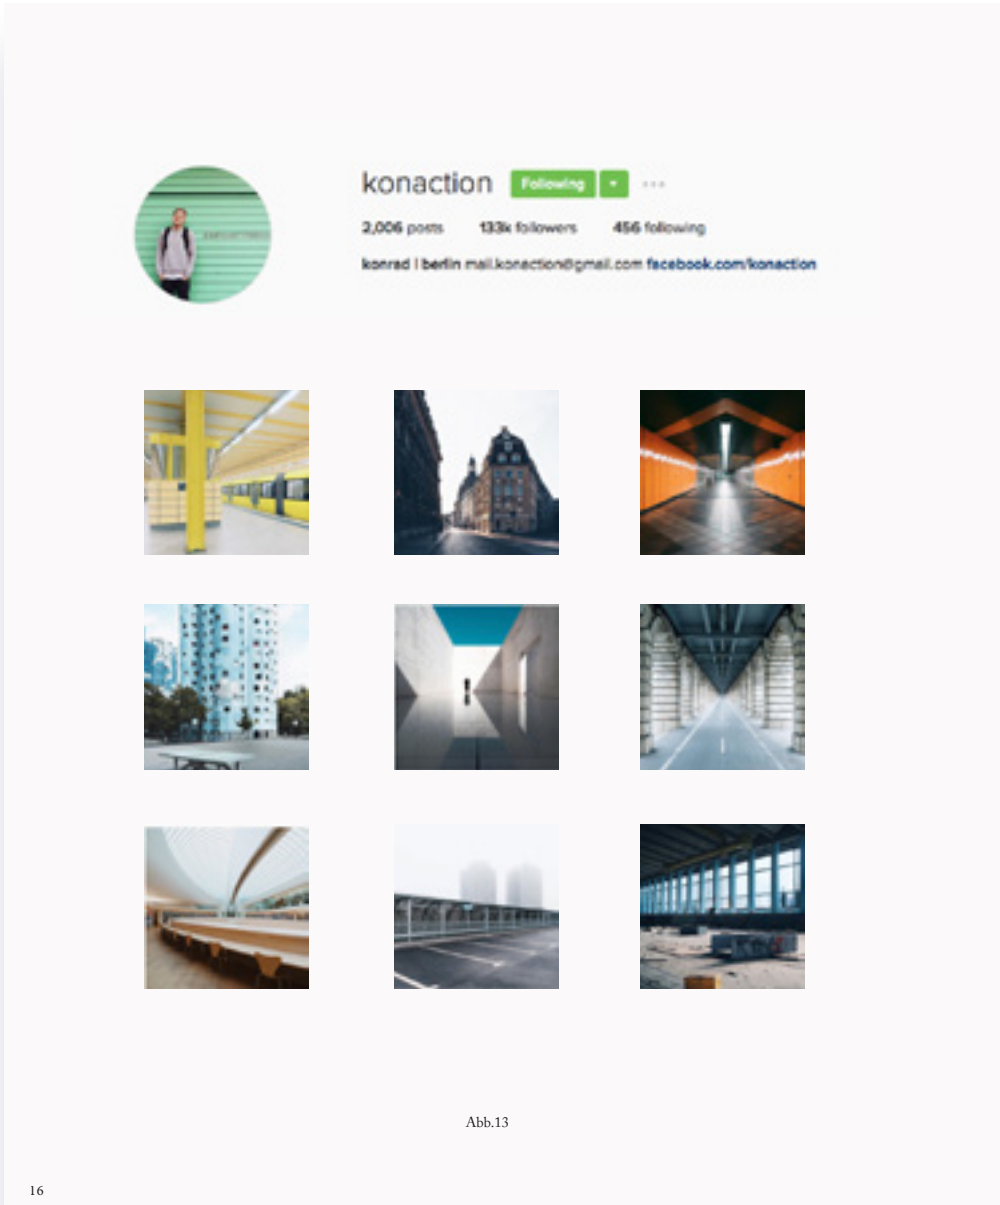 konaction Following
2,006 posts 133k followers 456 following
konrad | berlin mail.konaction@gmail.com facebook.com/konaction
Abb.13
16